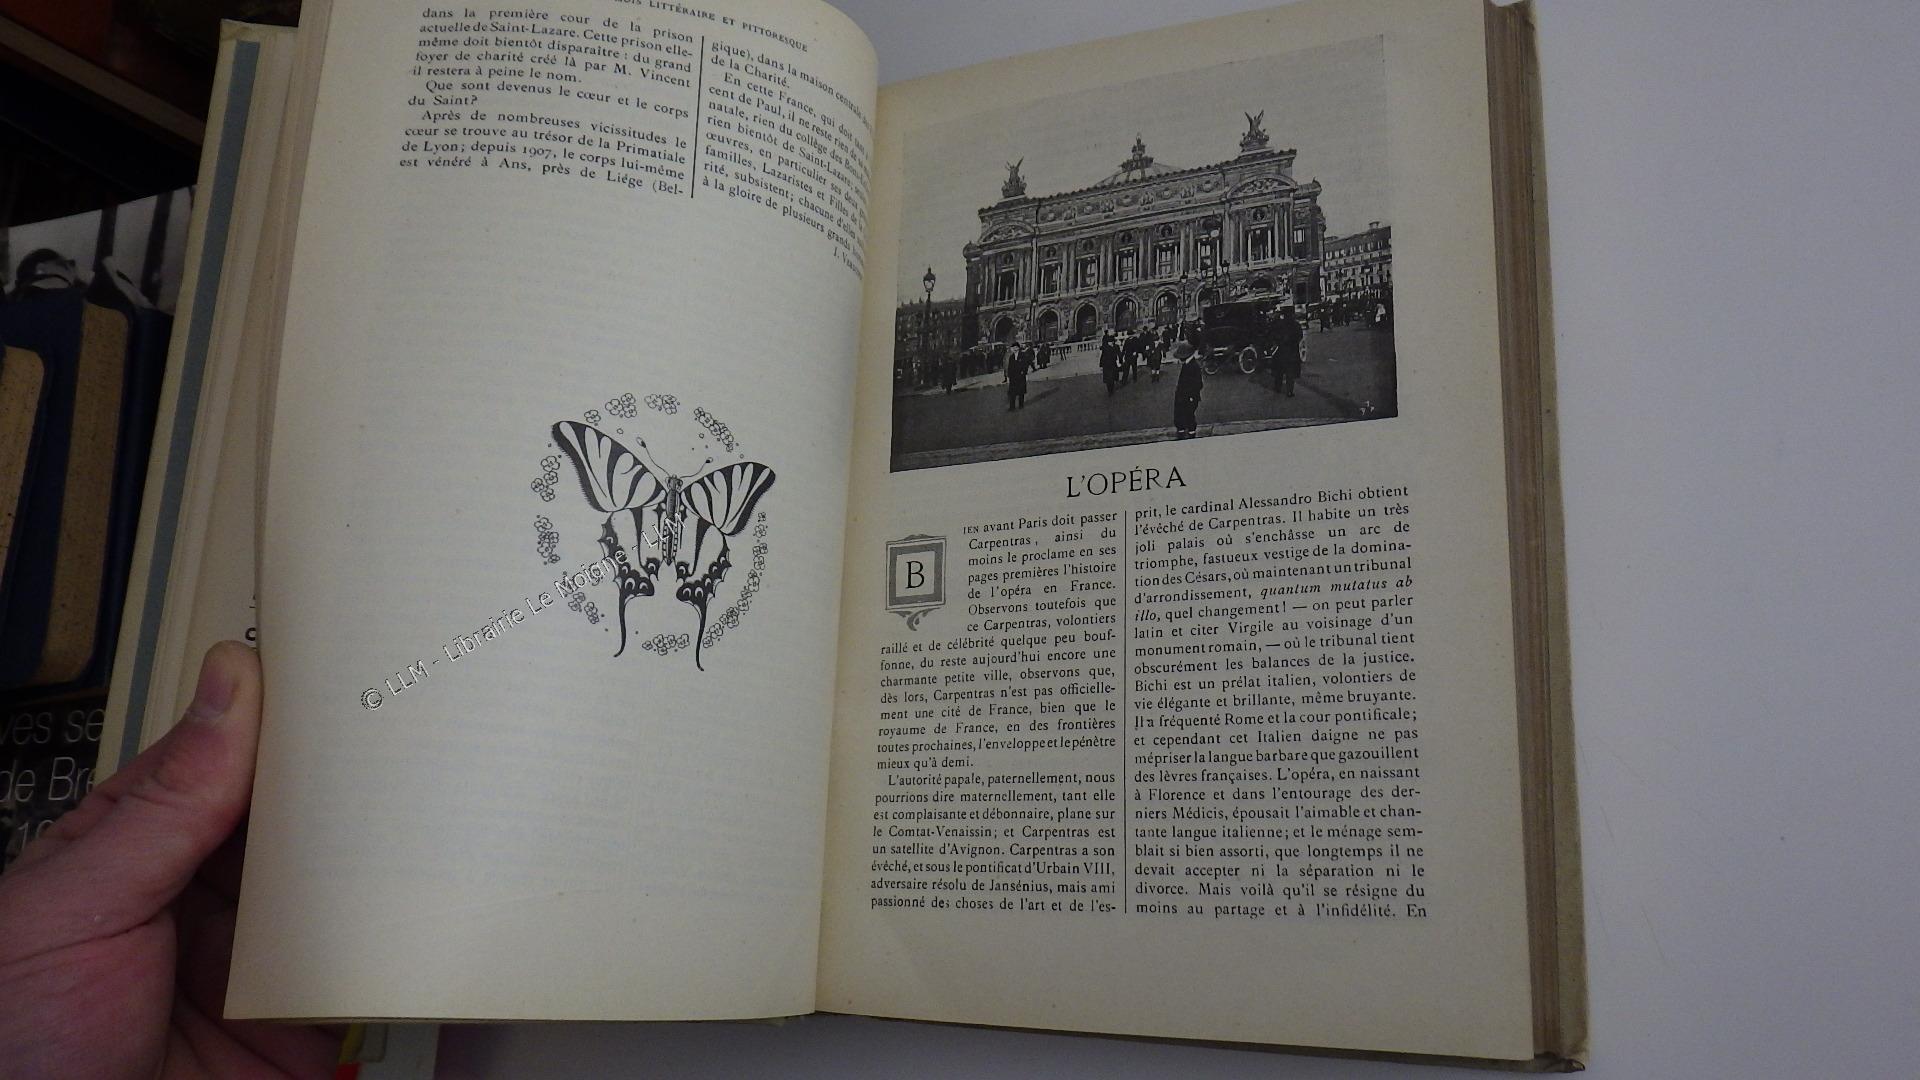 LITTÉRAIRE ET PITTORESQUE
dans la première cour de la prison
actuelle de Saint-Lazare. Cette prison elle-
même doit bientôt disparaître : du grand
foyer de charité créé là par M. Vincent
il restera à peine le nom.
Que sont devenus le cœur et le corps
du Saint?
Après de nombreuses vicissitudes le
cœur se trouve au trésor de la Primatiale
de Lyon; depuis 1907, le corps lui-même
est vénéré à Ans, près de Liége (Bel-
gique), dans la maison centrale
de la Charité.
En cette France, qui doit
cent de Paul, il ne reste rien de
natale, rien du collège des
rien bientôt de Saint-Lazare;
œuvres, en particulier ses deux
familles, Lazaristes et Filles de la
rité, subsistent; chacune d'elles
à la gloire de plusieurs grands
© LLM - Librairie Le Moigne - LLM
L'OPÉRA
BIEN avant Paris doit passer
Carpentras, ainsi du
moins le proclame en ses
pages premières l'histoire
de l'opéra en France.
Observons toutefois que
ce Carpentras, volontiers
raillé et de célébrité quelque peu bouf-
fonne, du reste aujourd'hui encore une
charmante petite ville, observons que,
dès lors, Carpentras n'est pas officielle-
ment une cité de France, bien que le
royaume de France, en des frontières
toutes prochaines, l'enveloppe et le pénètre
mieux qu'à demi.
L'autorité papale, paternellement, nous
pourrions dire maternellement, tant elle
est complaisante et débonnaire, plane sur
le Comtat-Venaissin; et Carpentras est
un satellite d'Avignon. Carpentras a son
évêché, et sous le pontificat d'Urbain VIII,
adversaire résolu de Jansénius, mais ami
passionné des choses de l'art et de l'es-
prit, le cardinal Alessandro Bichi obtient
l'évêché de Carpentras. Il habite un très
joli palais où s'enchâsse un arc de
triomphe, fastueux vestige de la domina-
tion des Césars, où maintenant un tribunal
d'arrondissement, quantum mutatus ab
illo, quel changement! — on peut parler
latin et citer Virgile au voisinage d'un
monument romain, — où le tribunal tient
obscurément les balances de la justice.
Bichi est un prélat italien, volontiers de
vie élégante et brillante, même bruyante.
Il a fréquenté Rome et la cour pontificale;
et cependant cet Italien daigne ne pas
mépriser la langue barbare que gazouillent
des lèvres françaises. L'opéra, en naissant
à Florence et dans l'entourage des der-
niers Médicis, épousait l'aimable et chan-
tante langue italienne; et le ménage sem-
blait si bien assorti, que longtemps il ne
devait accepter ni la séparation ni le
divorce. Mais voilà qu'il se résigne du
moins au partage et à l'infidélité. En